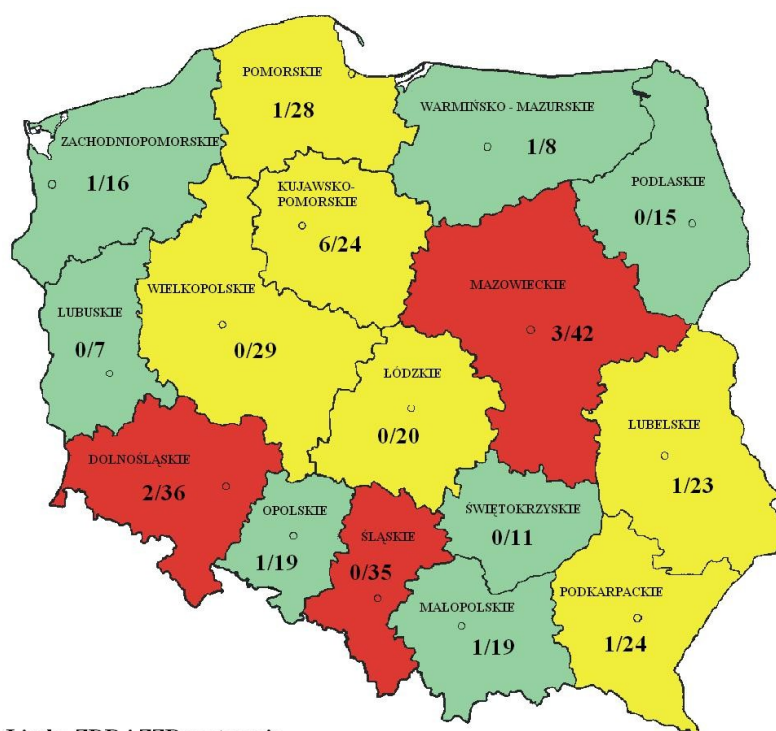 POMORSKIE
1/28
WARMIŃSKO - MAZURSKIE
1/8
ZACHODNIOPOMORSKIE
1/16
KUJAWSKO-
POMORSKIE
6/24
PODLASKIE
0/15
MAZOWIECKIE
3/42
WIELKOPOLSKIE
0/29
LUBUSKIE
0/7
ŁÓDZKIE
0/20
LUBELSKIE
1/23
DOLNOŚLĄSKIE
2/36
OPOLSKIE
1/19
ŚLĄSKIE
0/35
ŚWIĘTOKRZYSKIE
0/11
MAŁOPOLSKIE
1/19
PODKARPACKIE
1/24